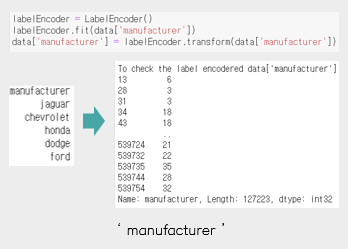 labelEncoder = LabelEncoder()
labelEncoder.fit(data['manufacturer'])
data['manufacturer'] = labelEncoder.transform(data['manufacturer'])
manufacturer
jaguar
chevrolet
honda
dodge
ford
To check the label encodered data['manufacturer']
13 6
28 3
31 3
34 18
43 18
..
539724 21
539732 22
539735 35
539744 28
539754 32
Name: manufacturer, Length: 127223, dtype: int32
‘ manufacturer ’